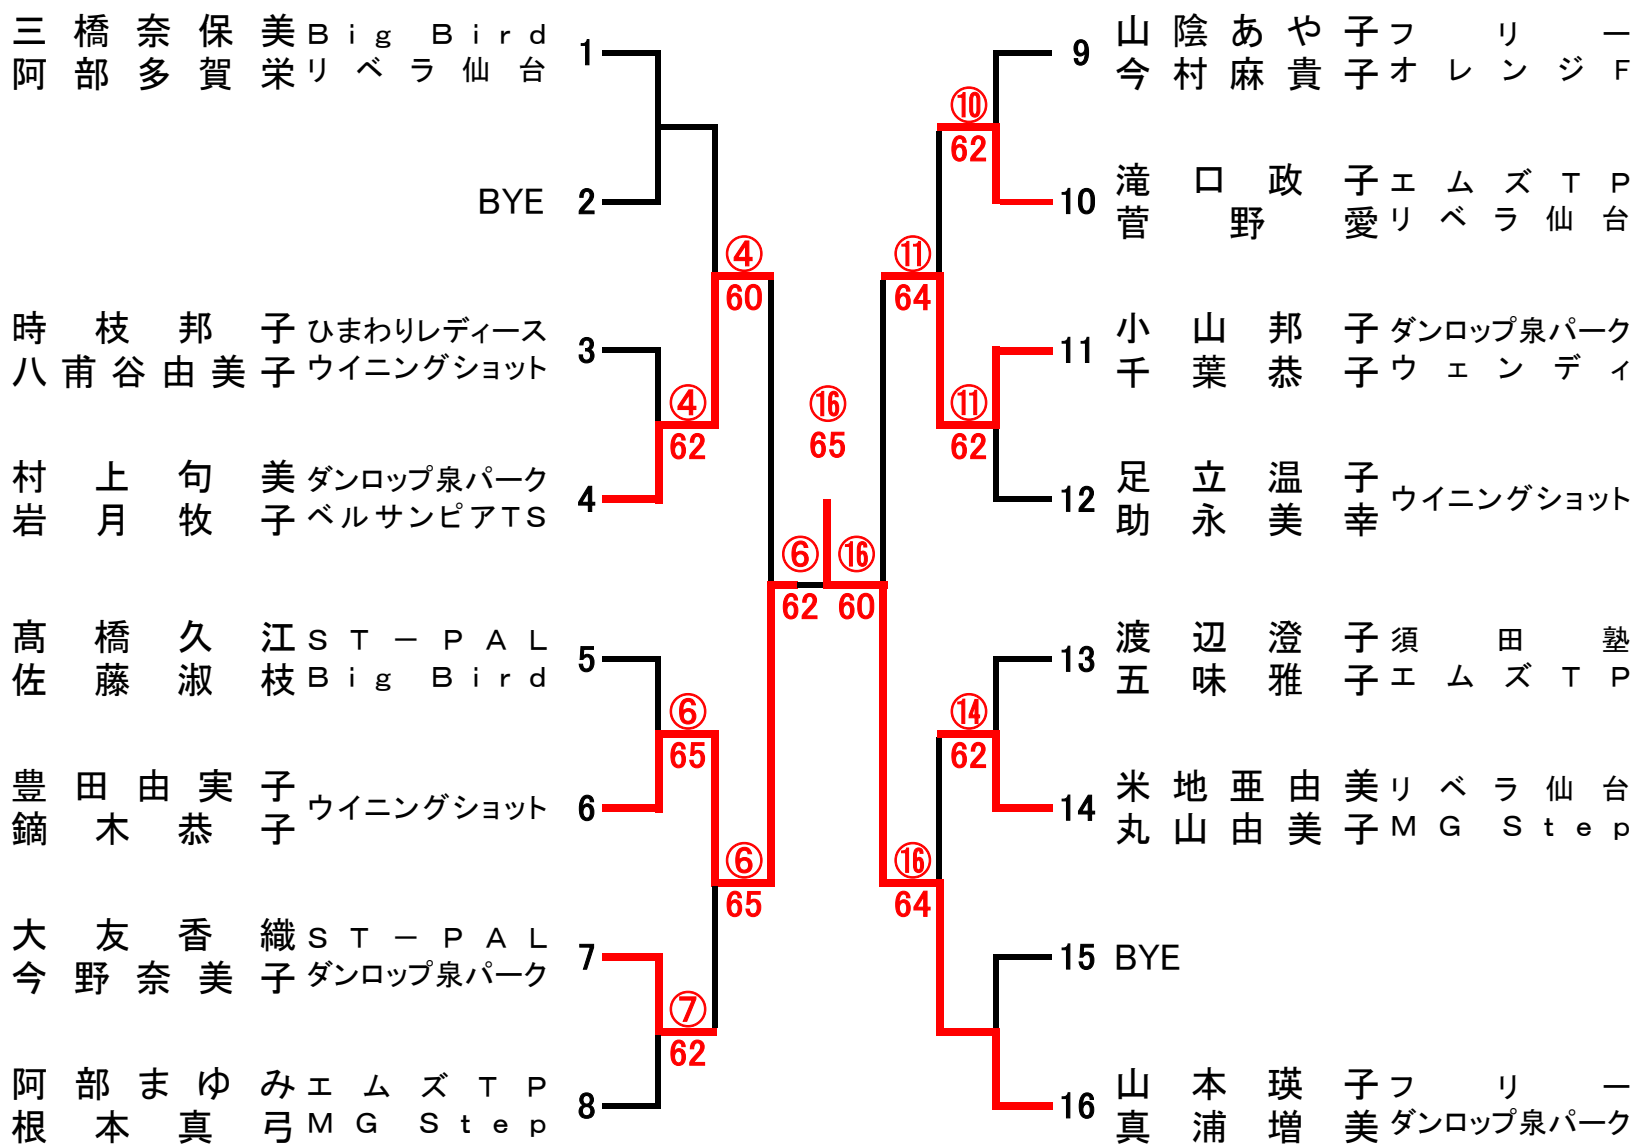 三橋奈保美 Big Bird
阿部多賀栄 リベラ仙台
1
BYE 2
時枝邦子 ひまわりレディース
八甫谷由美子 ウイニングショット
3
村上句美 ダンロップ泉パーク
岩月牧子 ベルサンピアTS
4
髙橋久江 ST－PAL
佐藤淑枝 Big Bird
5
豊田由実子
鏑木恭子
ウイニングショット
6
大友香織 ST－PAL
今野奈美子 ダンロップ泉パーク
7
阿部まゆみ エムズTP
根本真弓 MG Step
8
④
60
④
62
⑥
65
⑥
65
⑦
62
⑥
62
⑯
65
⑯
60
⑩
62
⑪
64
⑪
62
⑭
62
⑯
64
9
山陰あや子 フリー
今村麻貴子 オレンジF
10
滝口政子 エムズTP
菅野愛 リベラ仙台
11
小山邦子 ダンロップ泉パーク
千葉恭子 ウェンディ
12
足立温子
助永美幸
ウイニングショット
13
渡辺澄子 須田塾
五味雅子 エムズTP
14
米地亜由美 リベラ仙台
丸山由美子 MG Step
15 BYE
16
山本瑛子 フリー
真浦増美 ダンロップ泉パーク